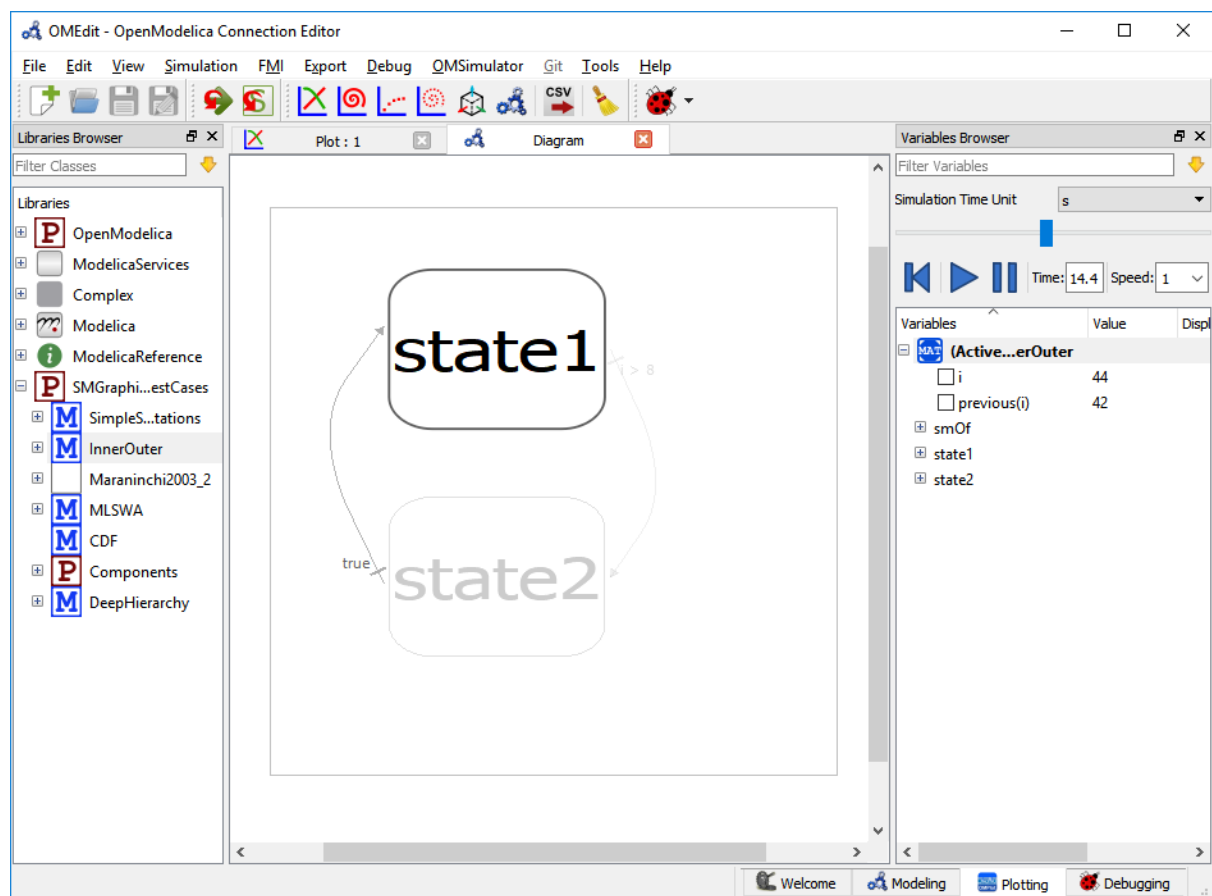 OMEdit - OpenModelica Connection Editor
File Edit View Simulation FMI Export Debug OMSimulator Git Tools Help
CSV
Libraries Browser
Plot : 1
Diagram
Variables Browser
Filter Classes
Filter Variables
Libraries
Simulation Time Unit s
P OpenModelica
ModelicaServices
Complex
Modelica
i ModelicaReference
P SMGraphi...estCases
M SimpleS...tations
M InnerOuter
Maraninchi2003_2
M MLSWA
M CDF
P Components
M DeepHierarchy
state1
i > 8
true
state2
Time: 14.4 Speed: 1
Variables Value Displ
MAT (Active...erOuter
i 44
previous(i) 42
smOf
state1
state2
Welcome Modeling Plotting Debugging